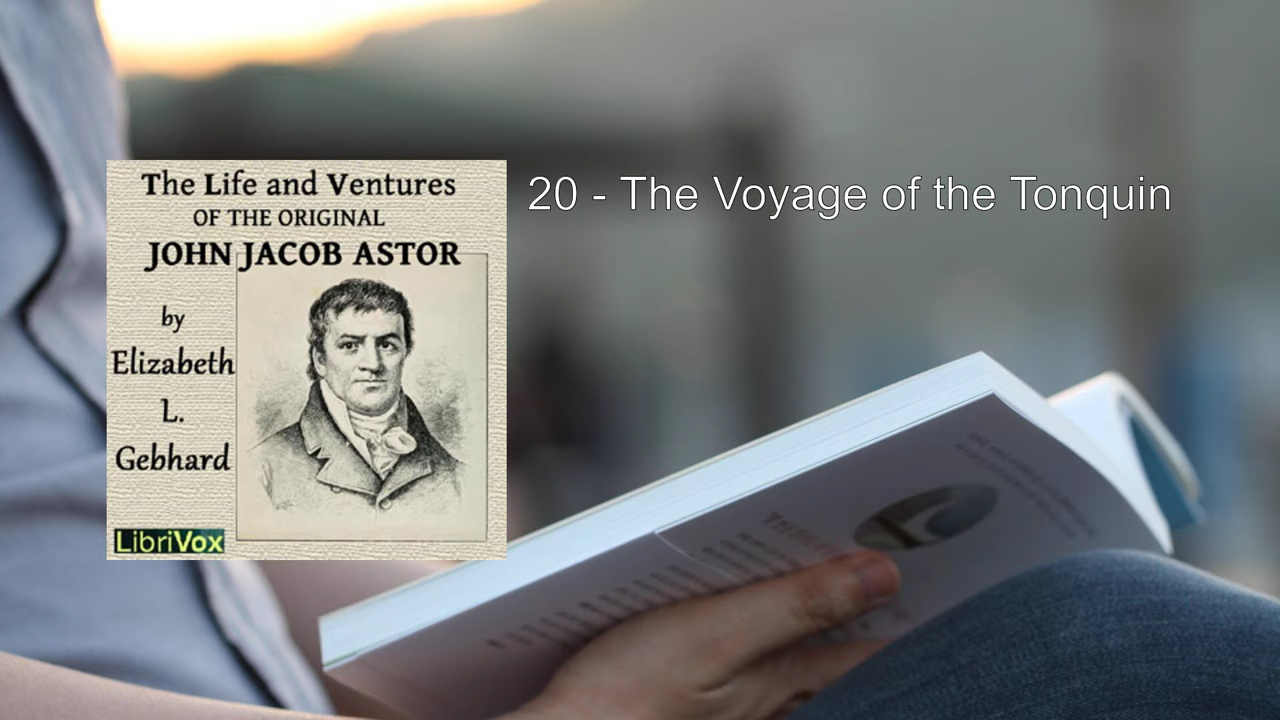 The Life and Ventures
OF THE ORIGINAL
JOHN JACOB ASTOR
by
Elizabeth
L.
Gebhard
LibriVox
20 - The Voyage of the Tonquin